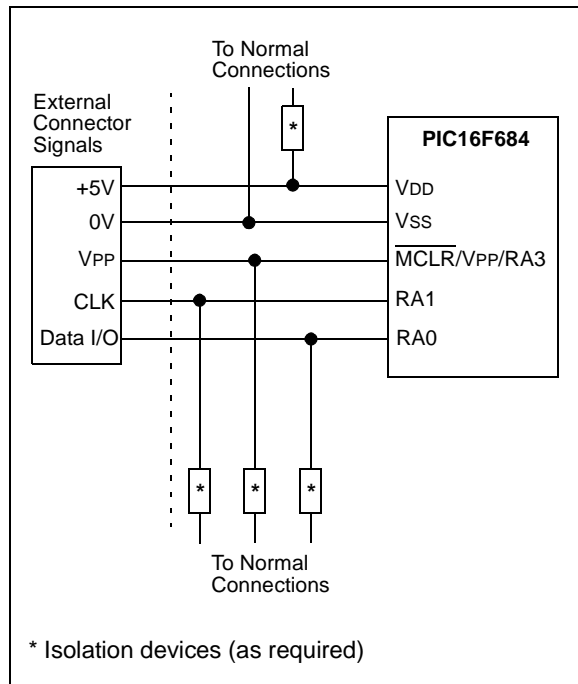 To Normal
Connections
External
Connector
Signals
*
PIC16F684
+5V
VDD
0V
VSS
VPP
MCLR/VPP/RA3
CLK
RA1
Data I/O
RA0
* * *
To Normal
Connections
* Isolation devices (as required)